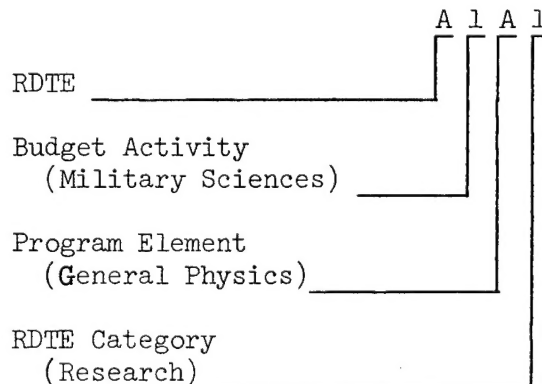 A 1 A 1
RDTE
Budget Activity
(Military Sciences)
Program Element
(General Physics)
RDTE Category
(Research)